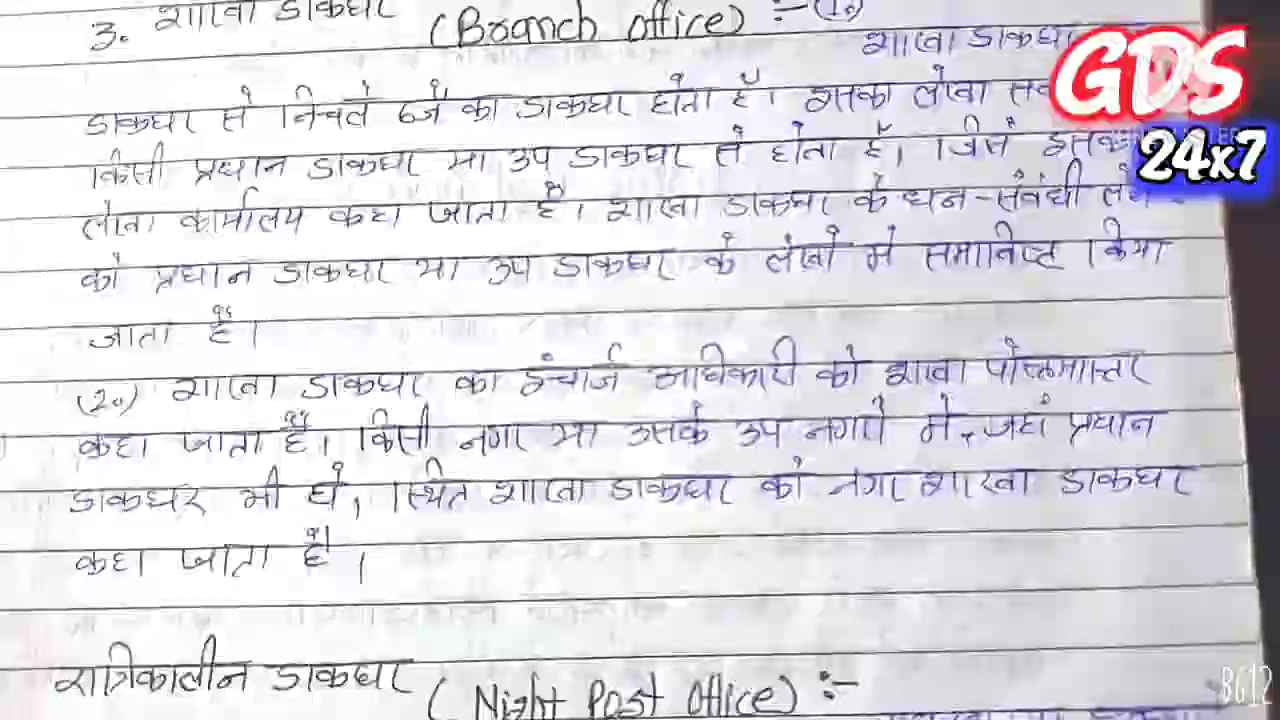 3. शाखा डाकघर (Branch office) :- (1.)
शाखा डाकघर
डाकघर से निचले दर्जे का डाकघर होता है। इसका लेखा
किसी प्रधान डाकघर या उप डाकघर से होता है, जिसे
लेखा कार्यालय कहा जाता है। शाखा डाकघर के धन-संबंधी
को प्रधान डाकघर या उप डाकघर के लेखों में समाविष्ट किया
जाता है।
(2.) शाखा डाकघर का इंचार्ज अधिकारी को शाखा पोस्टमास्टर
कहा जाता है। किसी नगर या उसके उप नगरों में, जहां प्रधान
डाकघर भी हो, स्थित शाखा डाकघर को नगर शाखा डाकघर
कहा जाता है।
रात्रिकालीन डाकघर (Night Post Office) :-
GDS
24x7
B612